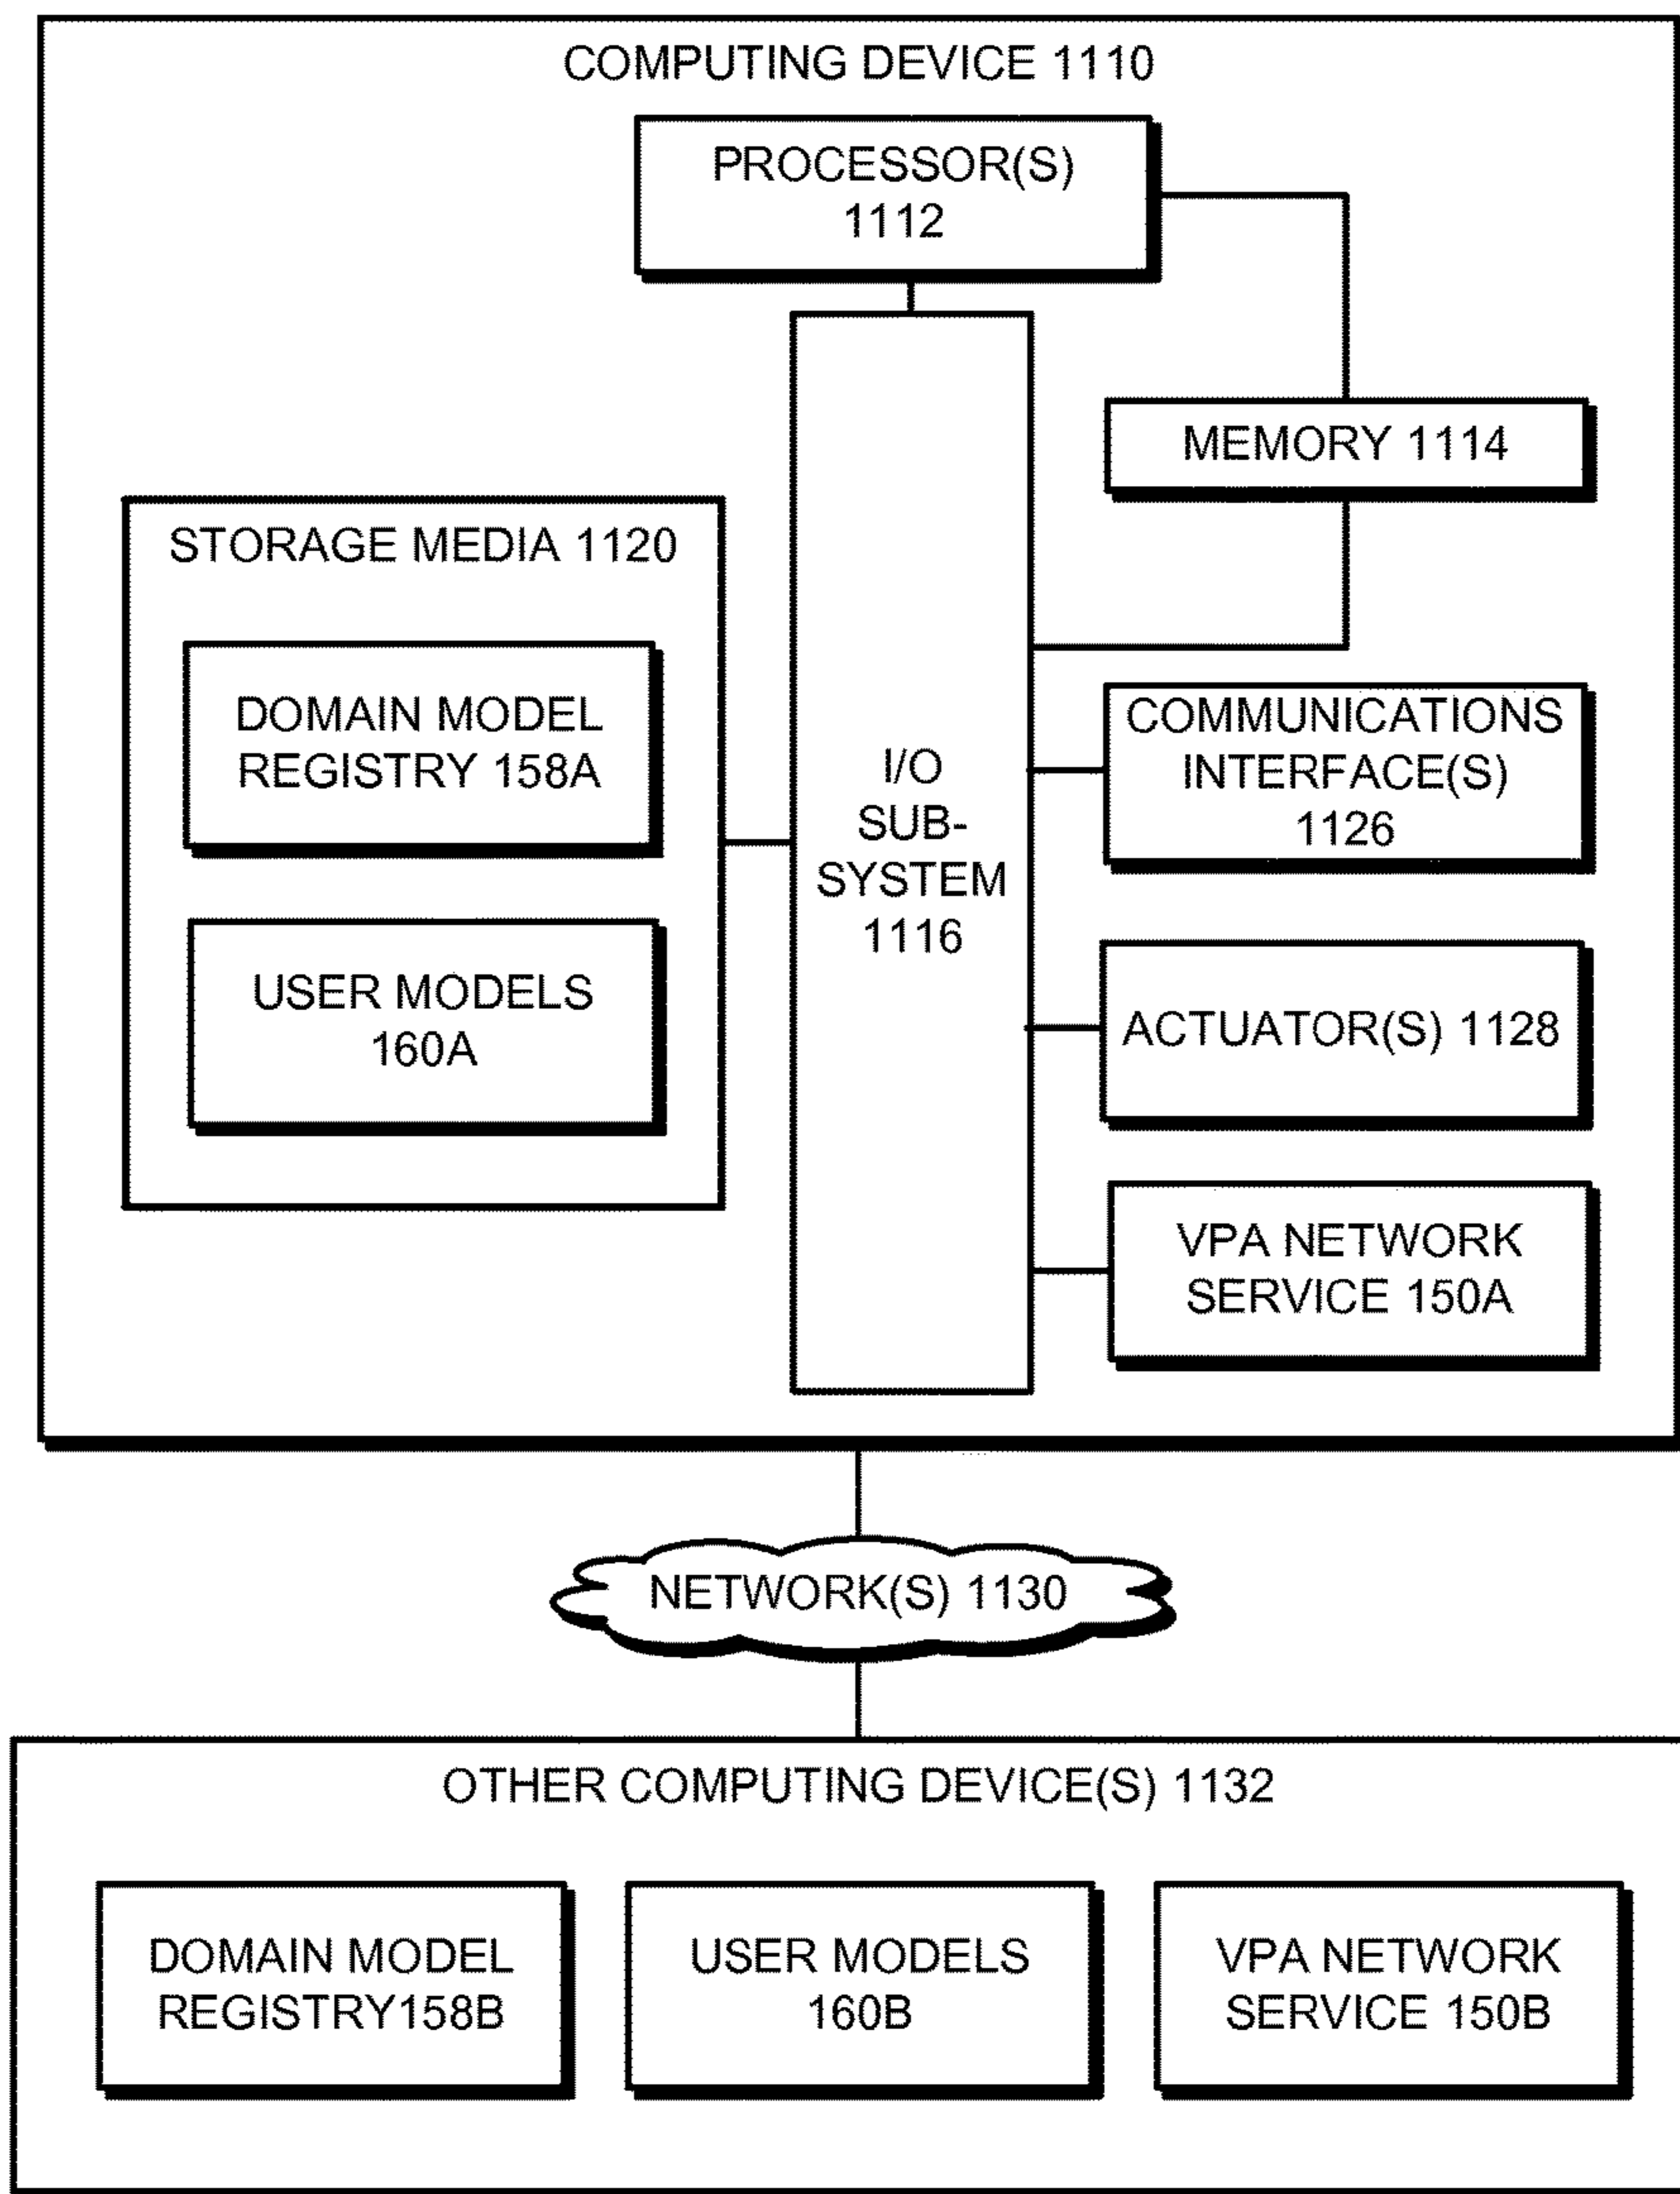 COMPUTING DEVICE 1110
PROCESSOR(S)
1112
MEMORY 1114
STORAGE MEDIA 1120
DOMAIN MODEL
REGISTRY 158A
USER MODELS
160A
I/O
SUB-
SYSTEM
1116
COMMUNICATIONS
INTERFACE(S)
1126
ACTUATOR(S) 1128
VPA NETWORK
SERVICE 150A
NETWORK(S) 1130
OTHER COMPUTING DEVICE(S) 1132
DOMAIN MODEL
REGISTRY158B
USER MODELS
160B
VPA NETWORK
SERVICE 150B